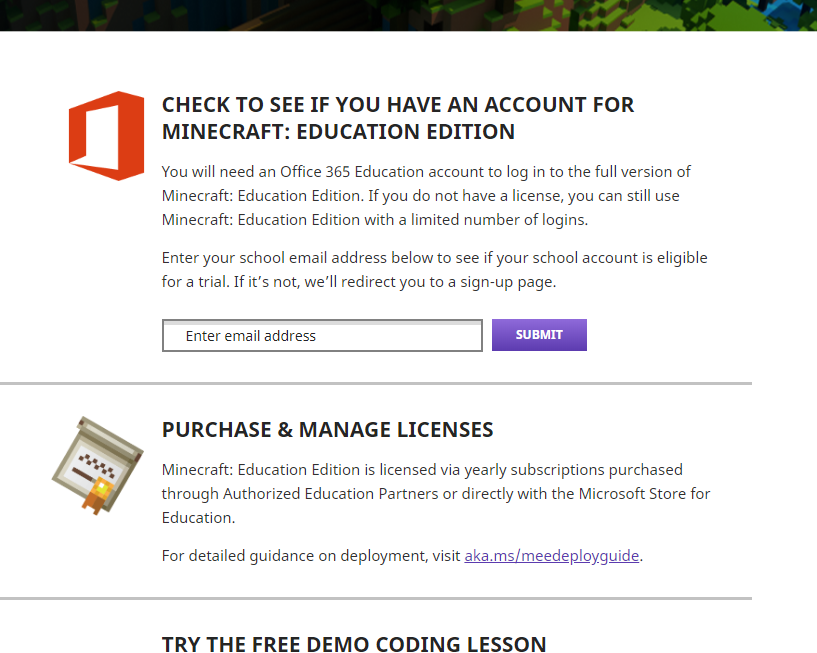 CHECK TO SEE IF YOU HAVE AN ACCOUNT FOR
MINECRAFT: EDUCATION EDITION
You will need an Office 365 Education account to log in to the full version of
Minecraft: Education Edition. If you do not have a license, you can still use
Minecraft: Education Edition with a limited number of logins.
Enter your school email address below to see if your school account is eligible
for a trial. If it’s not, we’ll redirect you to a sign-up page.
Enter email address
SUBMIT
PURCHASE & MANAGE LICENSES
Minecraft: Education Edition is licensed via yearly subscriptions purchased
through Authorized Education Partners or directly with the Microsoft Store for
Education.
For detailed guidance on deployment, visit aka.ms/meedeployguide.
TRY THE FREE DEMO CODING LESSON